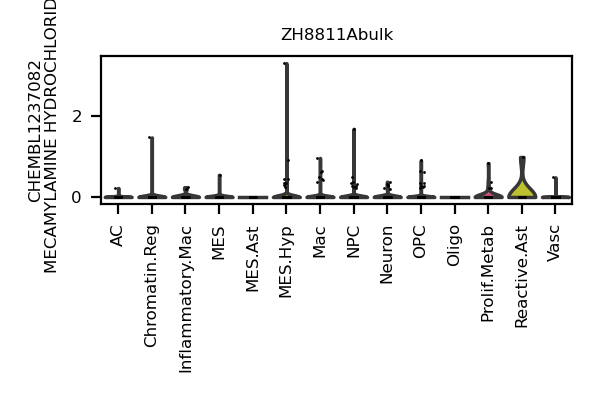 ZH8811Abulk
CHEMBL1237082
MECAMYLAMINE
2
0
AC
Chromatin.Reg
Inflammatory.Mac
MES
MES.Ast
MES.Hyp
Mac
NPC
Neuron
OPC
Oligo
Prolif.Metab
Reactive.Ast
Vasc